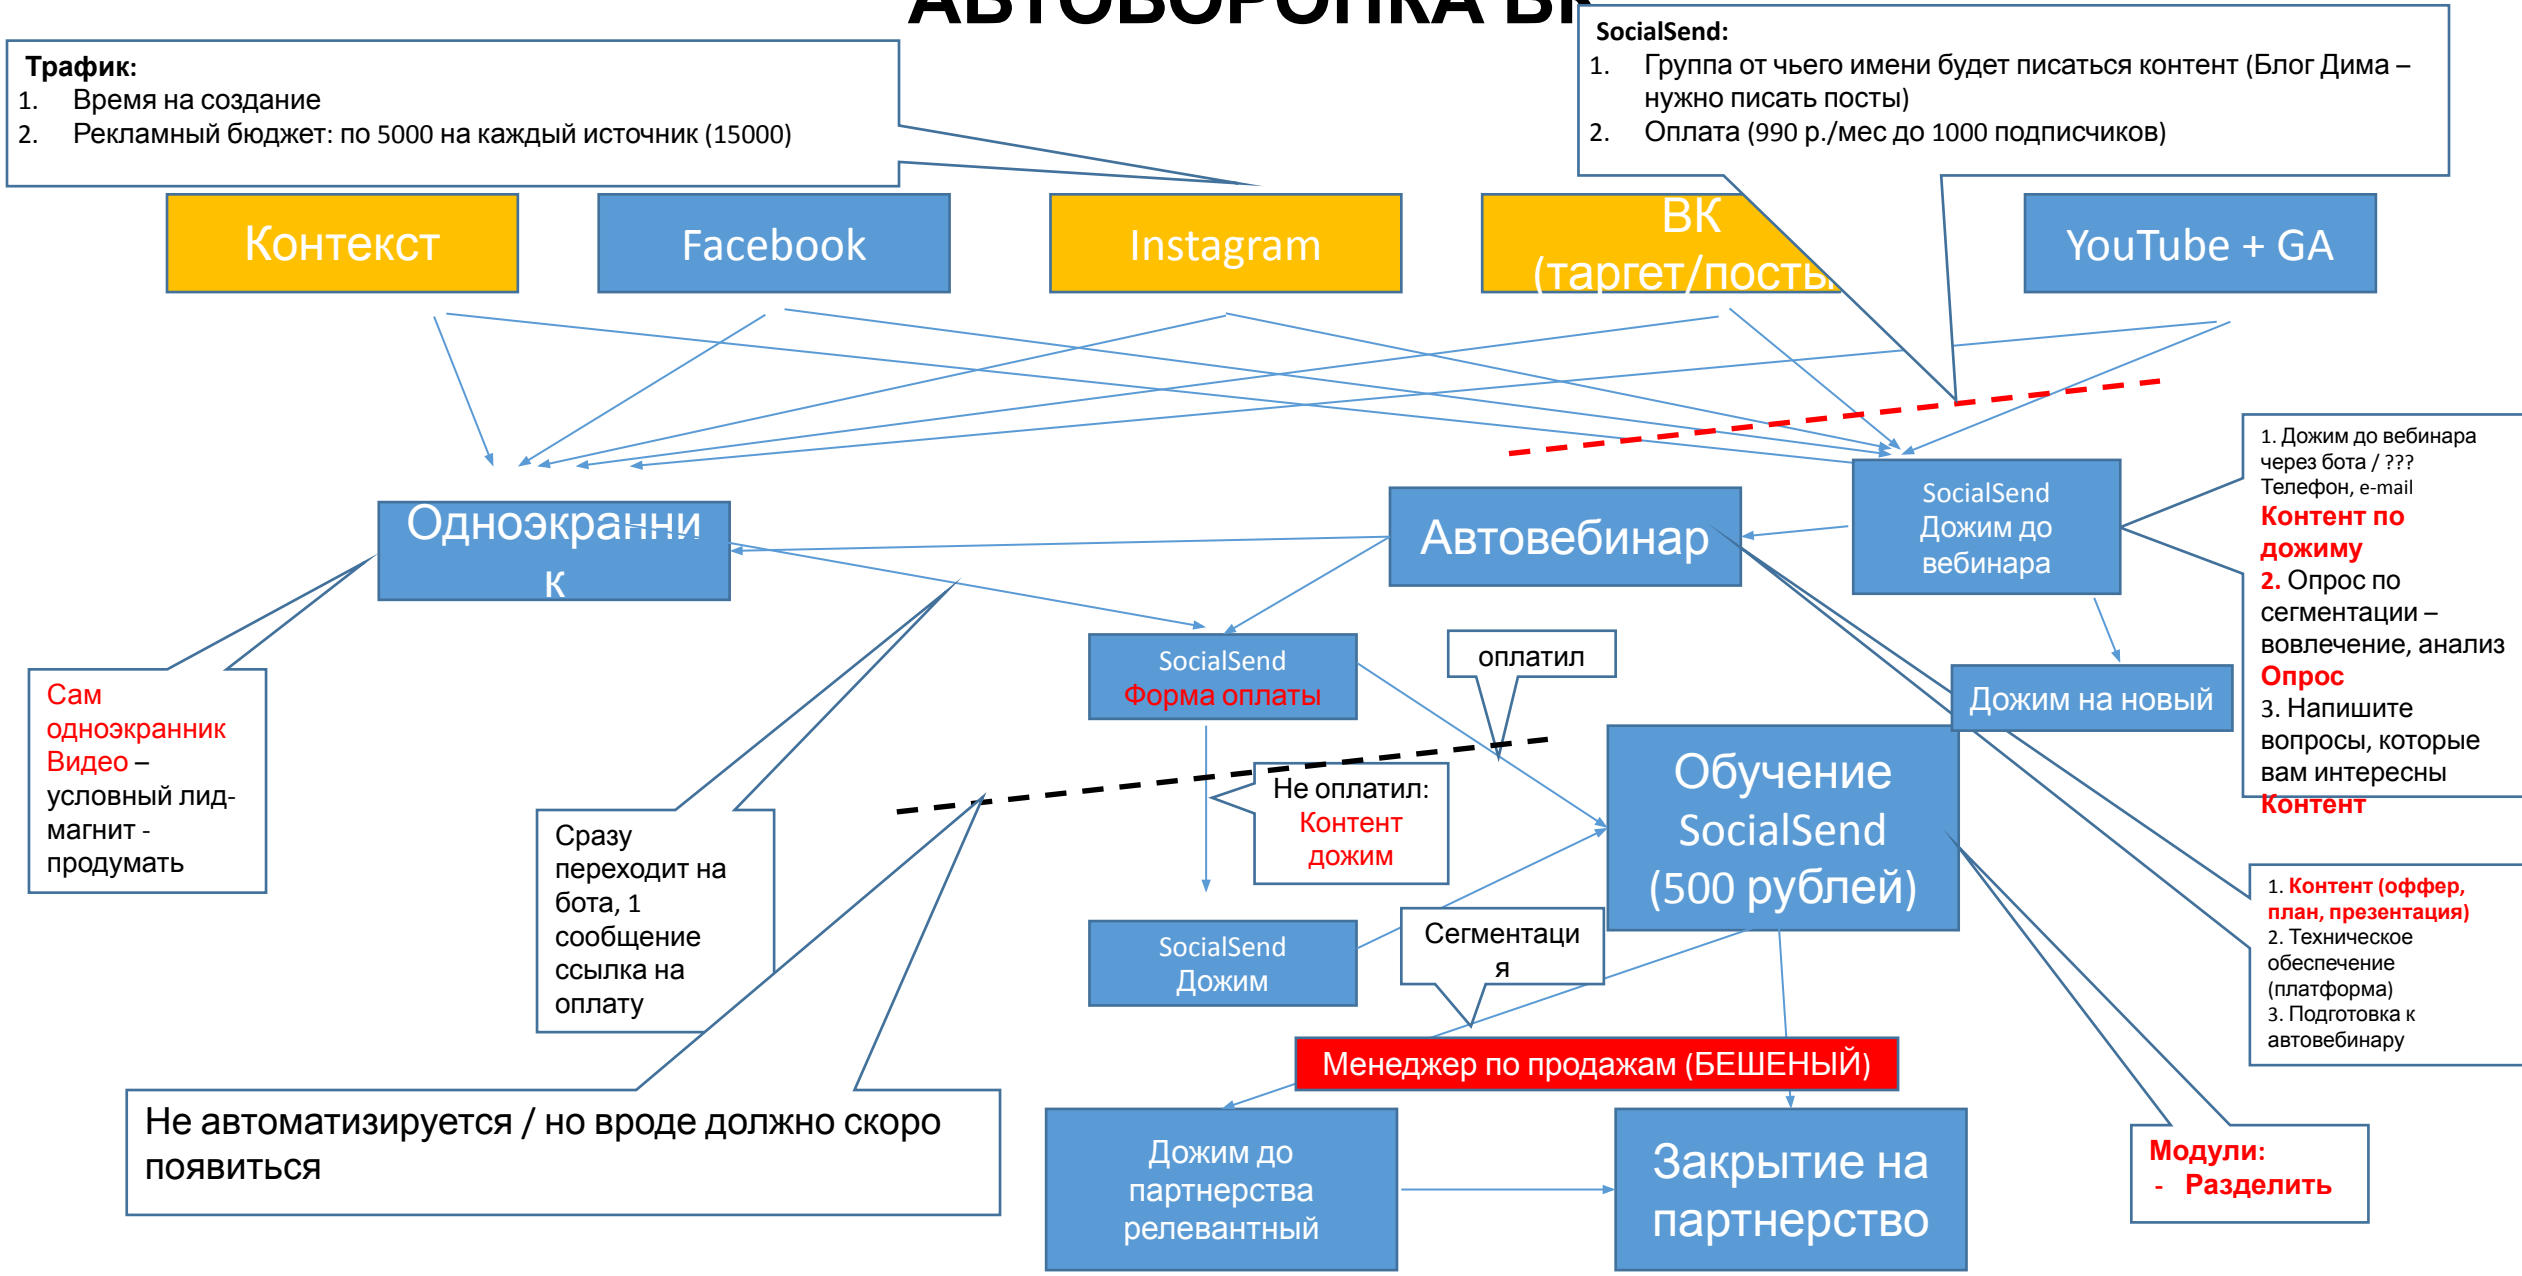 АВТОВОРОНКА ВК
Трафик:
1. Время на создание
2. Рекламный бюджет: по 5000 на каждый источник (15000)
SocialSend:
1. Группа от чьего имени будет писаться контент (Блог Дима –
нужно писать посты)
2. Оплата (990 р./мес до 1000 подписчиков)
Контекст
Facebook
Instagram
ВК
(таргет/посты
YouTube + GA
Одноэкранни
к
Автовебинар
SocialSend
Дожим до
вебинара
1. Дожим до вебинара
через бота / ???
Телефон, e-mail
Контент по
дожиму
2. Опрос по
сегментации –
вовлечение, анализ
Опрос
3. Напишите
вопросы, которые
вам интересны
Контент
Сам
одноэкранник
Видео –
условный лид-
магнит -
продумать
SocialSend
Форма оплаты
оплатил
Дожим на новый
Сразу
переходит на
бота, 1
сообщение
ссылка на
оплату
Не оплатил:
Контент
дожим
Обучение
SocialSend
(500 рублей)
SocialSend
Дожим
Сегментаци
я
1. Контент (оффер,
план, презентация)
2. Техническое
обеспечение
(платформа)
3. Подготовка к
автовебинару
Менеджер по продажам (БЕШЕНЫЙ)
Не автоматизируется / но вроде должно скоро
появиться
Дожим до
партнерства
релевантный
Закрытие на
партнерство
Модули:
- Разделить